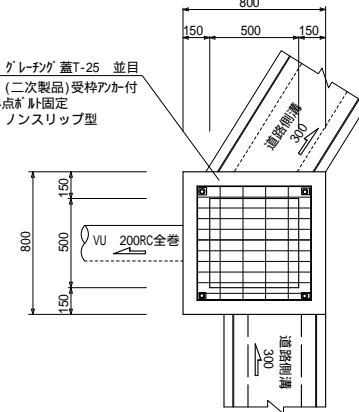 800
150 500 150
グレーチング蓋T-25 並目
(二次製品)受枠アンカー付
点ボルト固定
ノンスリップ型
道路側溝
300
150
800
500
150
VU 200RC全巻
道路側溝
300